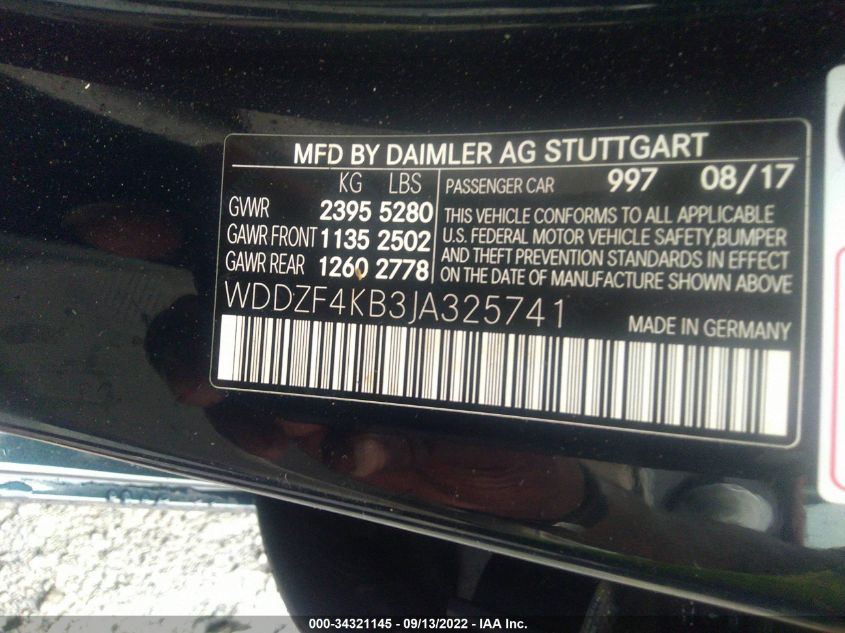 MFD BY DAIMLER AG STUTTGART
KG LBS
GVWR 2395 5280
GAWR FRONT 1135 2502
GAWR REAR 1260 2778
PASSENGER CAR 997 08/17
THIS VEHICLE CONFORMS TO ALL APPLICABLE
U.S. FEDERAL MOTOR VEHICLE SAFETY,BUMPER
AND THEFT PREVENTION STANDARDS IN EFFECT
ON THE DATE OF MANUFACTURE SHOWN ABOVE
WDDZF4KB3JA325741
MADE IN GERMANY
000-34321145 - 09/13/2022 - IAA Inc.